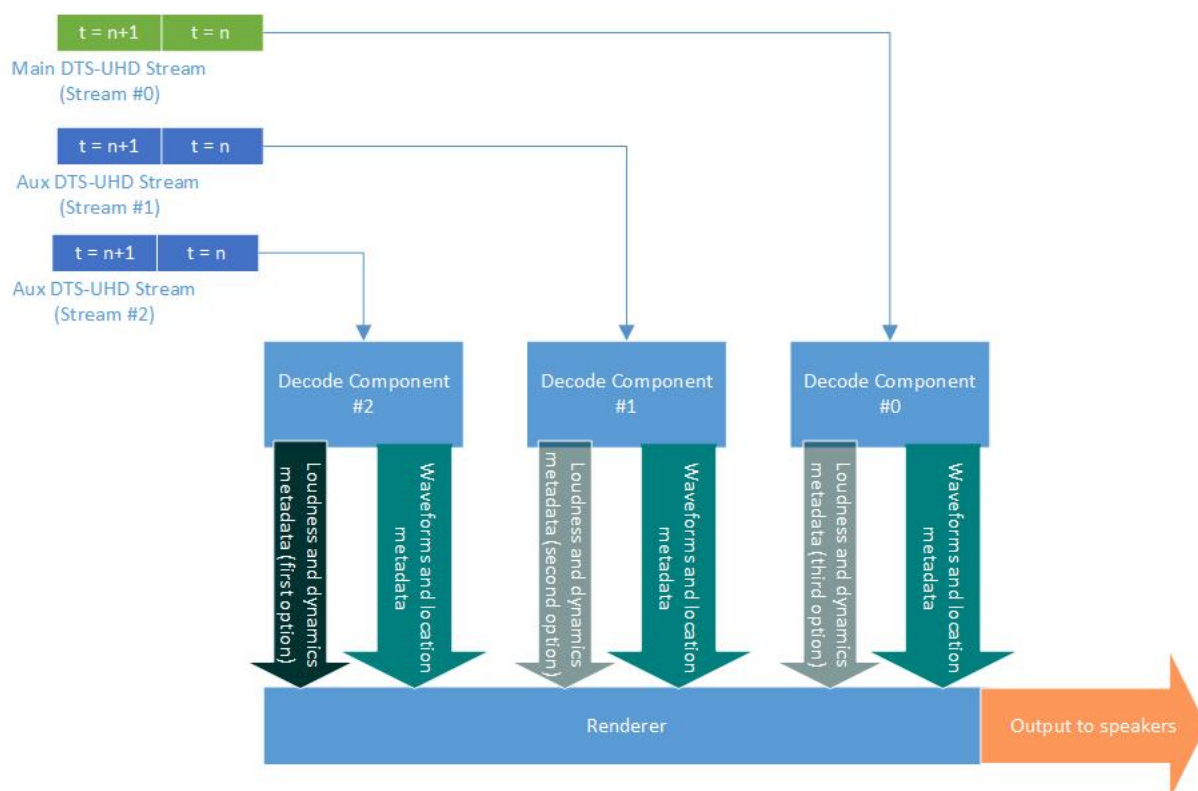 t = n+1 t = n
Main DTS-UHD Stream
(Stream #0)
t = n+1 t = n
Aux DTS-UHD Stream
(Stream #1)
t = n+1 t = n
Aux DTS-UHD Stream
(Stream #2)
Decode Component
#2
Decode Component
#1
Decode Component
#0
Loudness and dynamics
metadata (first option)
Waveforms and location
metadata
Loudness and dynamics
metadata (second option)
Waveforms and location
metadata
Loudness and dynamics
metadata (third option)
Waveforms and location
metadata
Renderer
Output to speakers